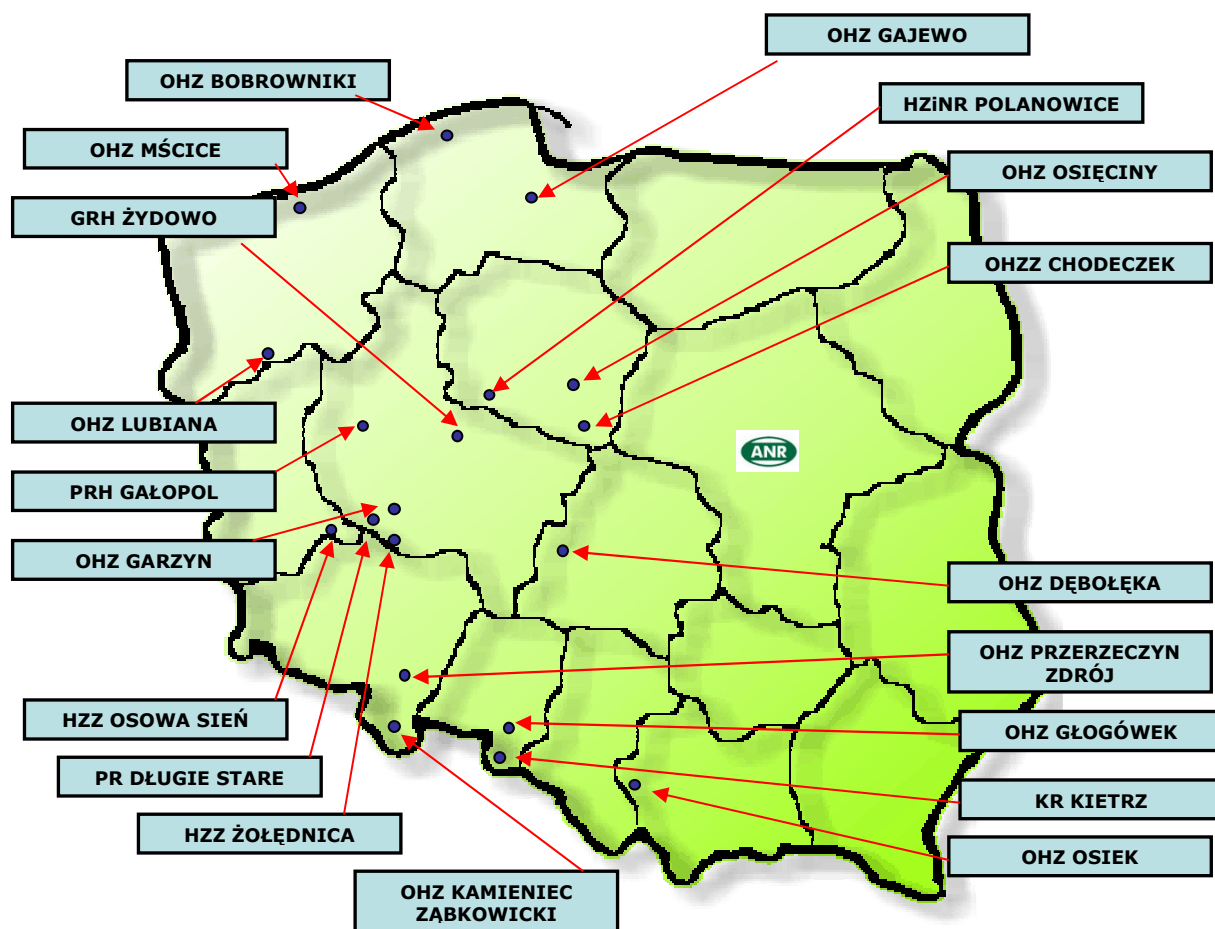 OHZ GAJEWO
OHZ BOBROWNIKI
HZiNR POLANOWICE
OHZ MŚCICE
OHZ OSIĘCINY
GRH ŻYDOWO
OHZZ CHODECZEK
OHZ LUBIANA
ANR
PRH GAŁOPOL
OHZ GARZYN
OHZ DĘBOŁĘKA
OHZ PRZERZECZYN
ZDRÓJ
HZZ OSOWA SIEŃ
OHZ GŁOGÓWEK
PR DŁUGIE STARE
KR KIETRZ
HZZ ŻOŁĘDNICA
OHZ OSIEK
OHZ KAMIENIEC
ZĄBKOWICKI